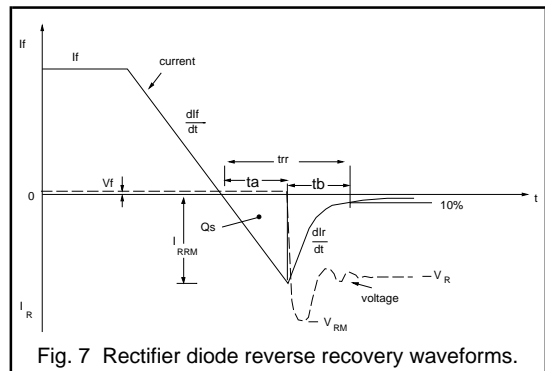 If
If
current
dIf
dt
trr
ta
tb
Vf
0
t
10%
Qs
I RRM
dIr
dt
V R
voltage
I R
V RM
Fig. 7 Rectifier diode reverse recovery waveforms.